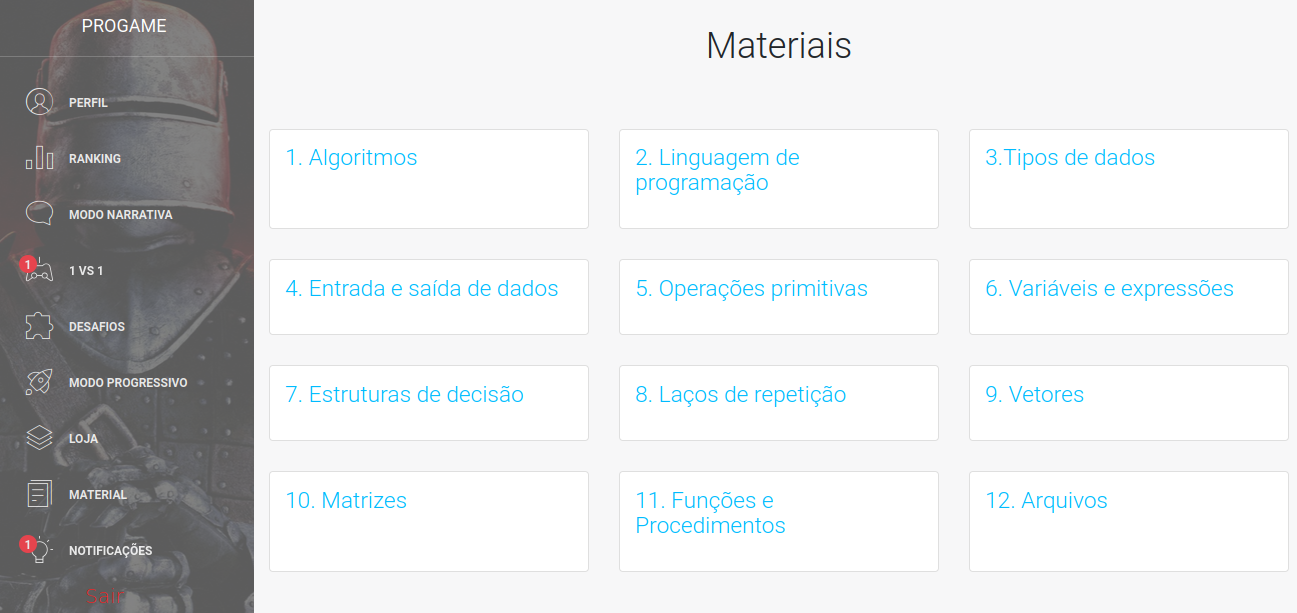 PROGAME
PERFIL
RANKING
MODO NARRATIVA
1
1 VS 1
DESAFIOS
MODO PROGRESSIVO
LOJA
MATERIAL
1
NOTIFICAÇÕES
Sair
Materiais
1. Algoritmos
2. Linguagem de
programação
3.Tipos de dados
4. Entrada e saída de dados
5. Operações primitivas
6. Variáveis e expressões
7. Estruturas de decisão
8. Laços de repetição
9. Vetores
10. Matrizes
11. Funções e
Procedimentos
12. Arquivos